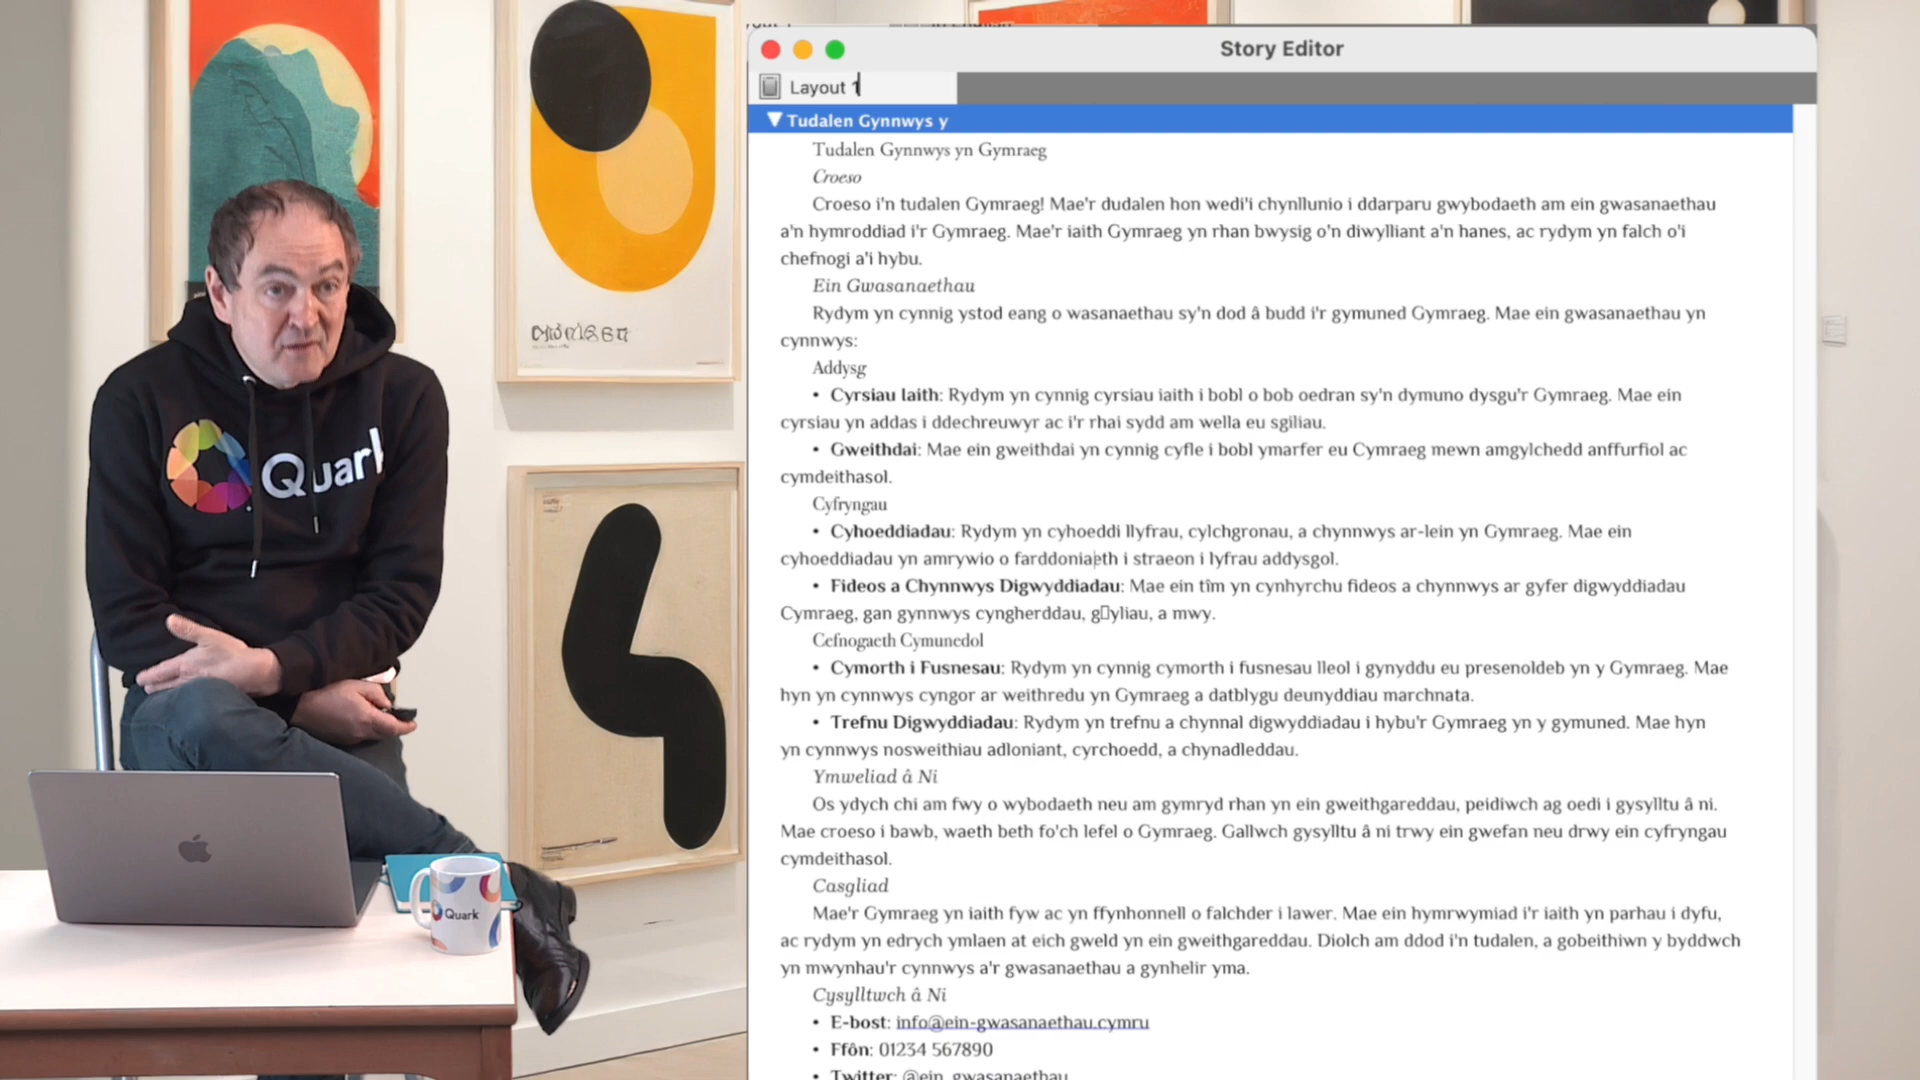 Story Editor
Layout 1
Tudalen Gynnwys y
Tudalen Gynnwys yn Gymraeg
Croeso
Croeso i'n tudalen Gymraeg! Mae'r dudalen hon wedi'i chynllunio i ddarparu gwybodaeth am ein gwasanaethau
a'n hymroddiad i'r Gymraeg. Mae'r iaith Gymraeg yn rhan bwysig o'n diwylliant a'n hanes, ac rydym yn falch o'i
chefnogi a'i hybu.
Ein Gwasanaethau
Rydym yn cynnig ystod eang o wasanaethau sy'n dod â budd i'r gymuned Gymraeg. Mae ein gwasanaethau yn
cynnwys:
Addysg
• Cyrsiau Iaith: Rydym yn cynnig cyrsiau iaith i bobl o bob oedran sy'n dymuno dysgu'r Gymraeg. Mae ein
cyrsiau yn addas i ddechreuwyr ac i'r rhai sydd am wella eu sgiliau.
• Gweithdai: Mae ein gweithdai yn cynnig cyfle i bobl ymarfer eu Cymraeg mewn amgylchedd anffurfiol ac
cymdeithasol.
Cyfryngau
• Cyhoeddiadau: Rydym yn cyhoeddi llyfrau, cylchgronau, a chynnwys ar-lein yn Gymraeg. Mae ein
cyhoeddiadau yn amrywio o farddoniaeth i straeon i lyfrau addysgol.
• Fideos a Chynnwys Digwyddiadau: Mae ein tîm yn cynhyrchu fideos a chynnwys ar gyfer digwyddiadau
Cymraeg, gan gynnwys cyngherddau, g▯yliau, a mwy.
Cefnogaeth Cymunedol
• Cymorth i Fusnesau: Rydym yn cynnig cymorth i fusnesau lleol i gynyddu eu presenoldeb yn y Gymraeg. Mae
hyn yn cynnwys cyngor ar weithredu yn Gymraeg a datblygu deunyddiau marchnata.
• Trefnu Digwyddiadau: Rydym yn trefnu a chynnal digwyddiadau i hybu'r Gymraeg yn y gymuned. Mae hyn
yn cynnwys nosweithiau adloniant, cyrchoedd, a chynadleddau.
Ymweliad â Ni
Os ydych chi am fwy o wybodaeth neu am gymryd rhan yn ein gweithgareddau, peidiwch ag oedi i gysylltu â ni.
Mae croeso i bawb, waeth beth fo'ch lefel o Gymraeg. Gallwch gysylltu â ni trwy ein gwefan neu drwy ein cyfryngau
cymdeithasol.
Casgliad
Mae'r Gymraeg yn iaith fyw ac yn ffynhonnell o falchder i lawer. Mae ein hymrwymiad i'r iaith yn parhau i dyfu,
ac rydym yn edrych ymlaen at eich gweld yn ein gweithgareddau. Diolch am ddod i'n tudalen, a gobeithiwn y byddwch
yn mwynhau'r cynnwys a'r gwasanaethau a gynhelir yma.
Cysylltwch â Ni
• E-bost: info@ein-gwasanaethau.cymru
• Ffôn: 01234 567890
• Twitter: @ein_gwasanaethau
Quark
Quark